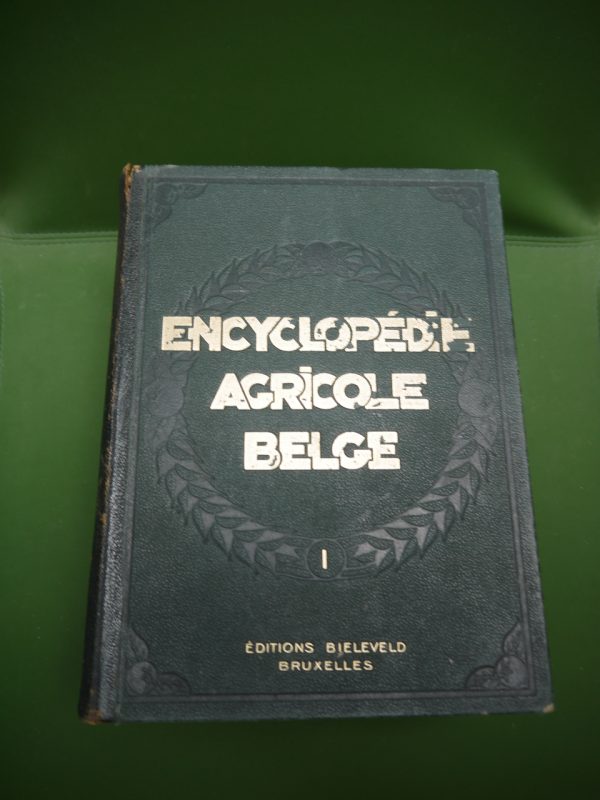 ENCYCLOPÉDIE
AGRICOLE
BELGE
I
ÉDITIONS BIELEVELD
BRUXELLES